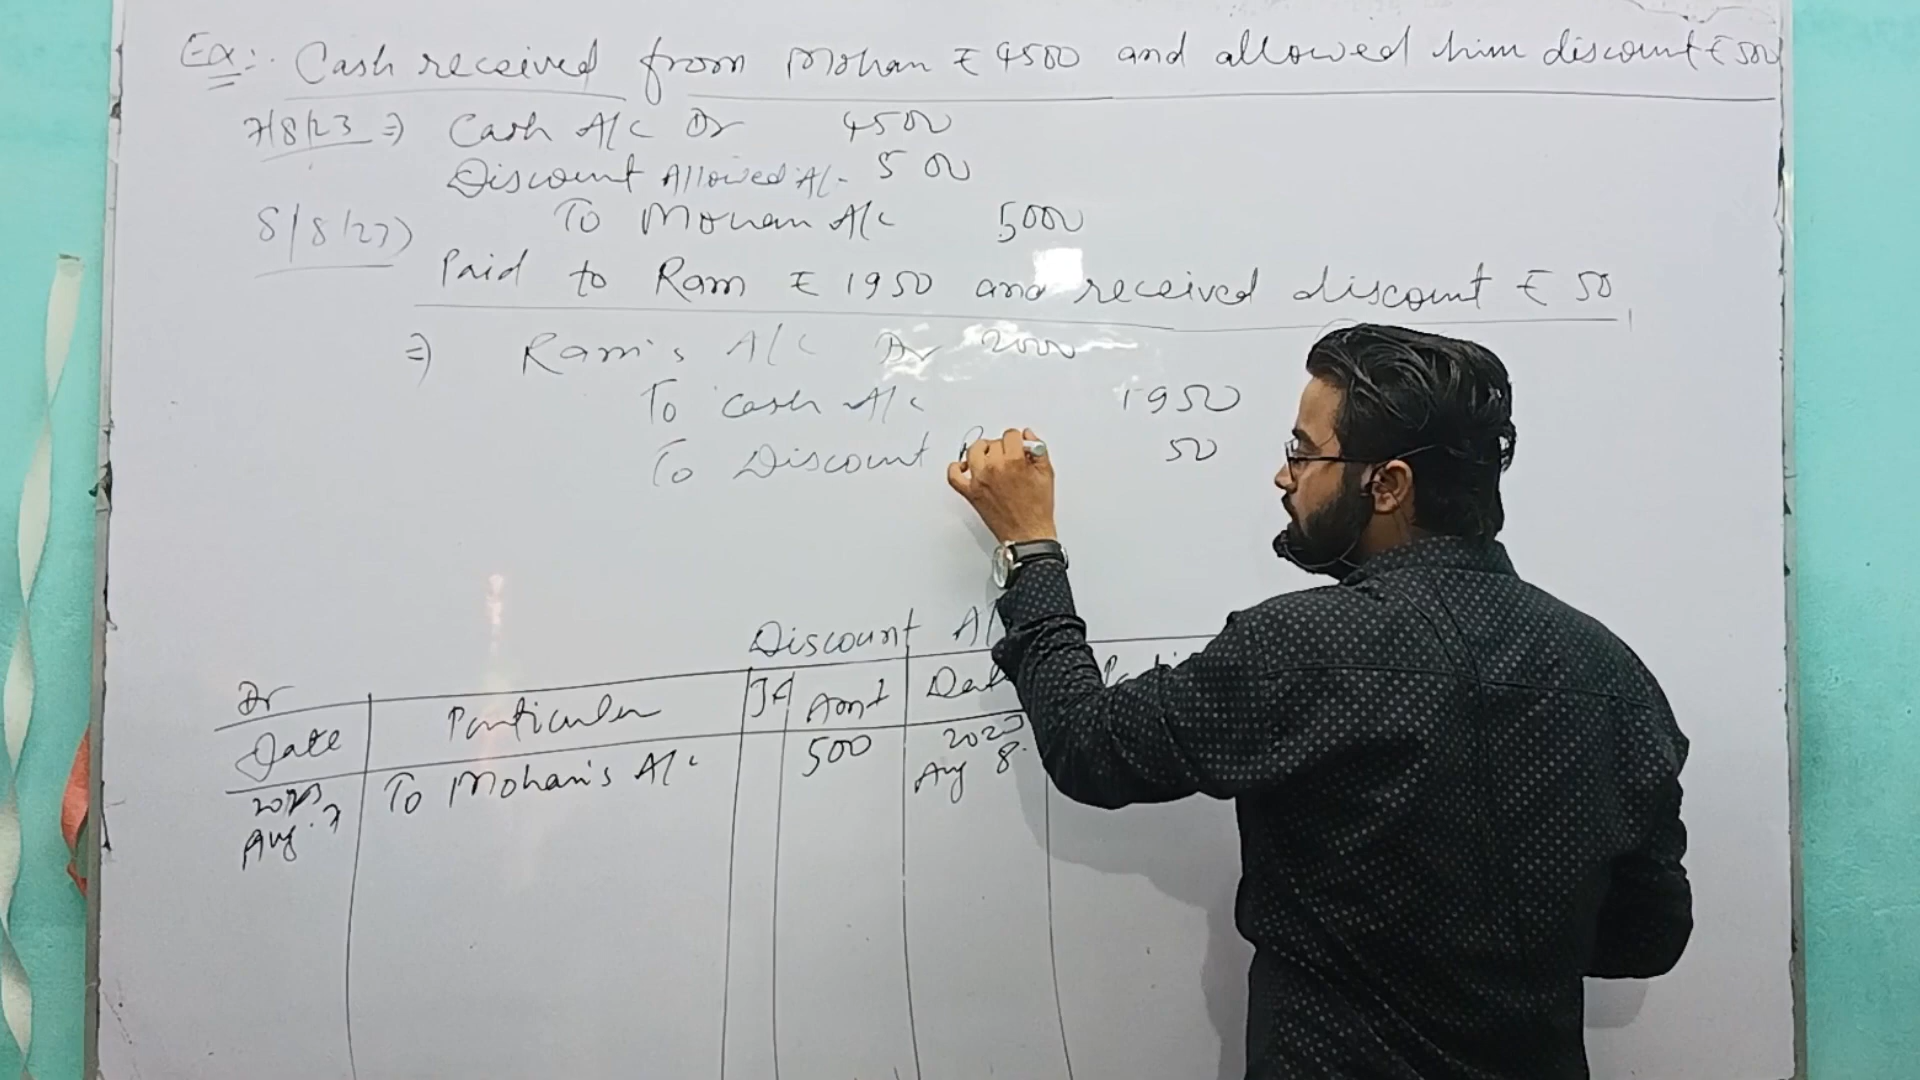 Ex:- Cash received from Mohan ₹ 4500 and allowed him discount ₹ 500
7/8/23 ⇒ Cash A/c Dr 4500
Discount Allowed A/c 500
To Mohan A/c 5000
8/8/23)
Paid to Ram ₹ 1950 and received discount ₹ 50
⇒ Ram's A/c Dr 2000
To cash A/c 1950
To Discount 50
Discount A/
Dr
Date Particular JF Amt Dat
2023 Aug. 7 To Mohan's A/c 500 2023 Aug 8.